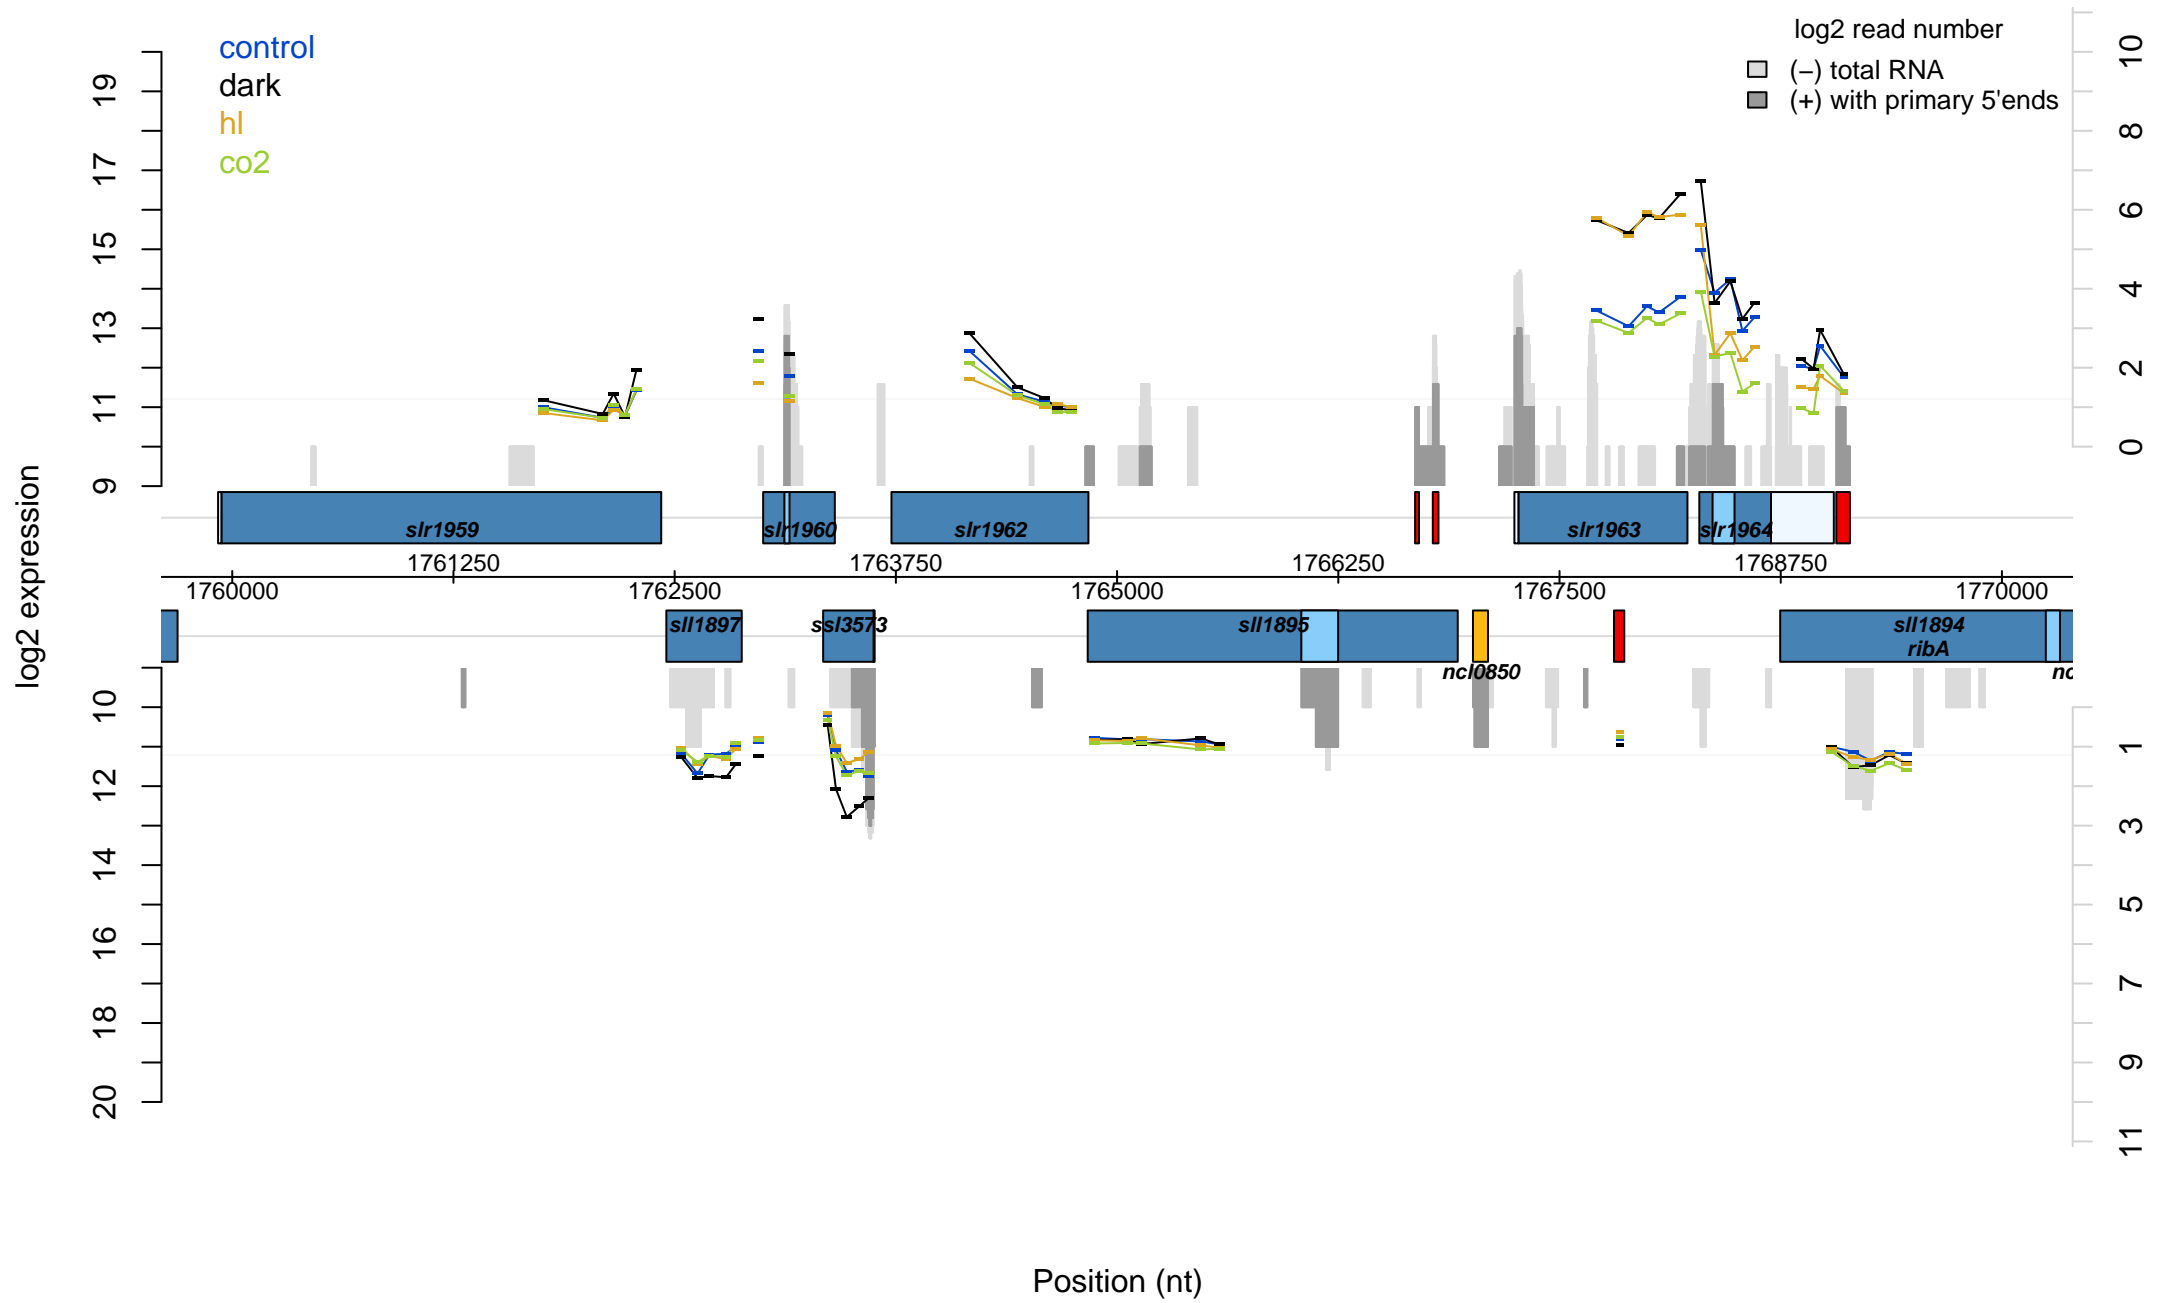 log2 read number
(−) total RNA
(+) with primary 5'ends
control
dark
hl
co2
19
17
15
13
11
9
10
8
6
4
2
0
log2 expression
slr1959
slr1960
slr1962
slr1963
slr1964
1761250
1763750
1766250
1768750
1760000
1762500
1765000
1767500
1770000
sll1897
ssl3573
sll1895
ncl0850
sll1894
ribA
nc
10
12
14
16
18
20
1
3
5
7
9
11
Position (nt)